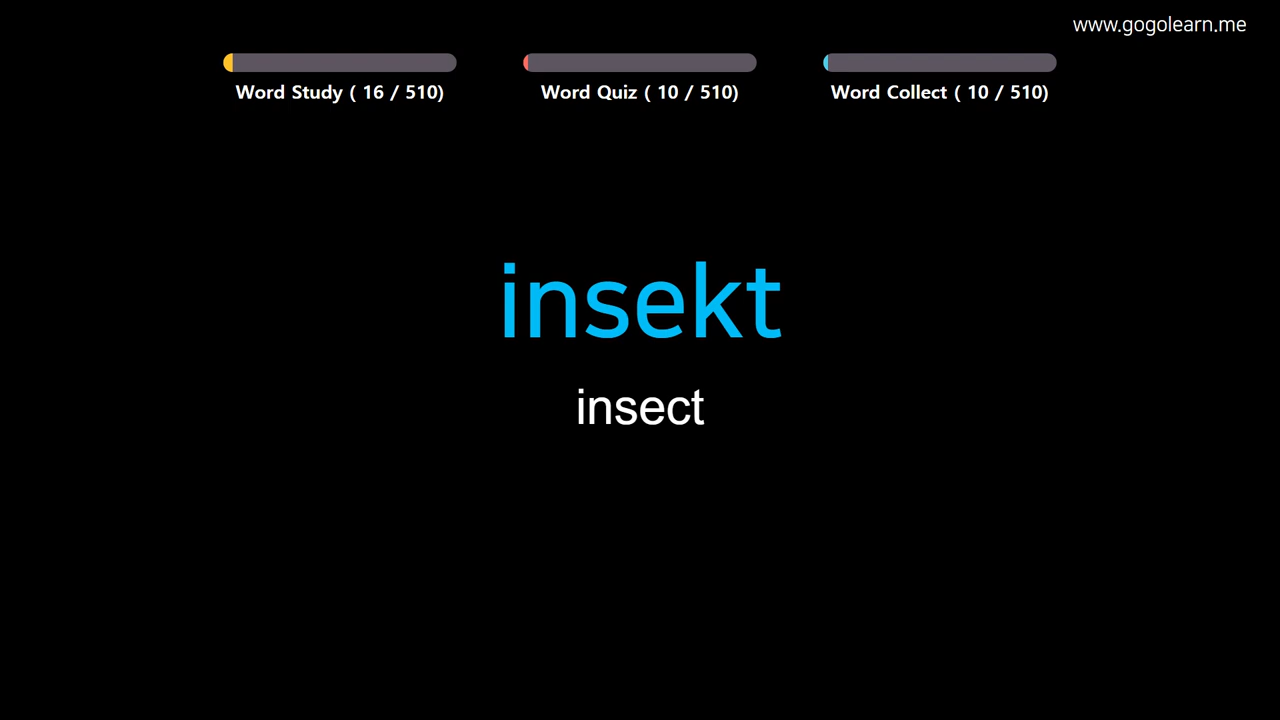 www.gogolearn.me
Word Study ( 16 / 510)
Word Quiz ( 10 / 510)
Word Collect ( 10 / 510)
insekt
insect